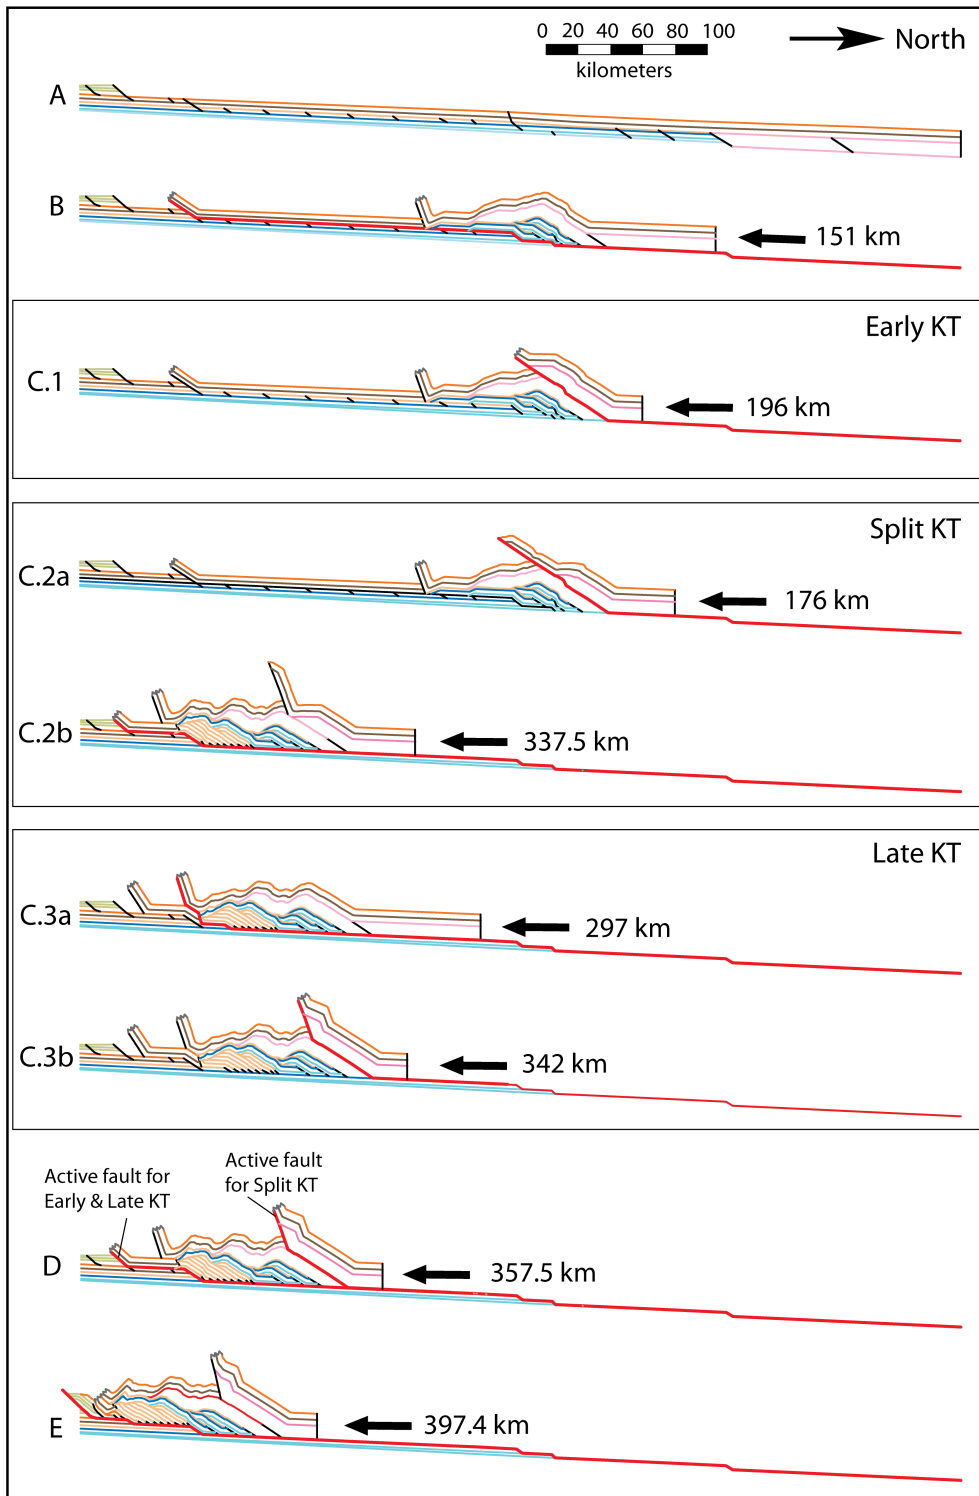 0 20 40 60 80 100
kilometers
North
A
B
151 km
Early KT
C.1
196 km
Split KT
C.2a
176 km
C.2b
337.5 km
Late KT
C.3a
297 km
C.3b
342 km
Active fault for
Early & Late KT
Active fault
for Split KT
D
357.5 km
E
397.4 km